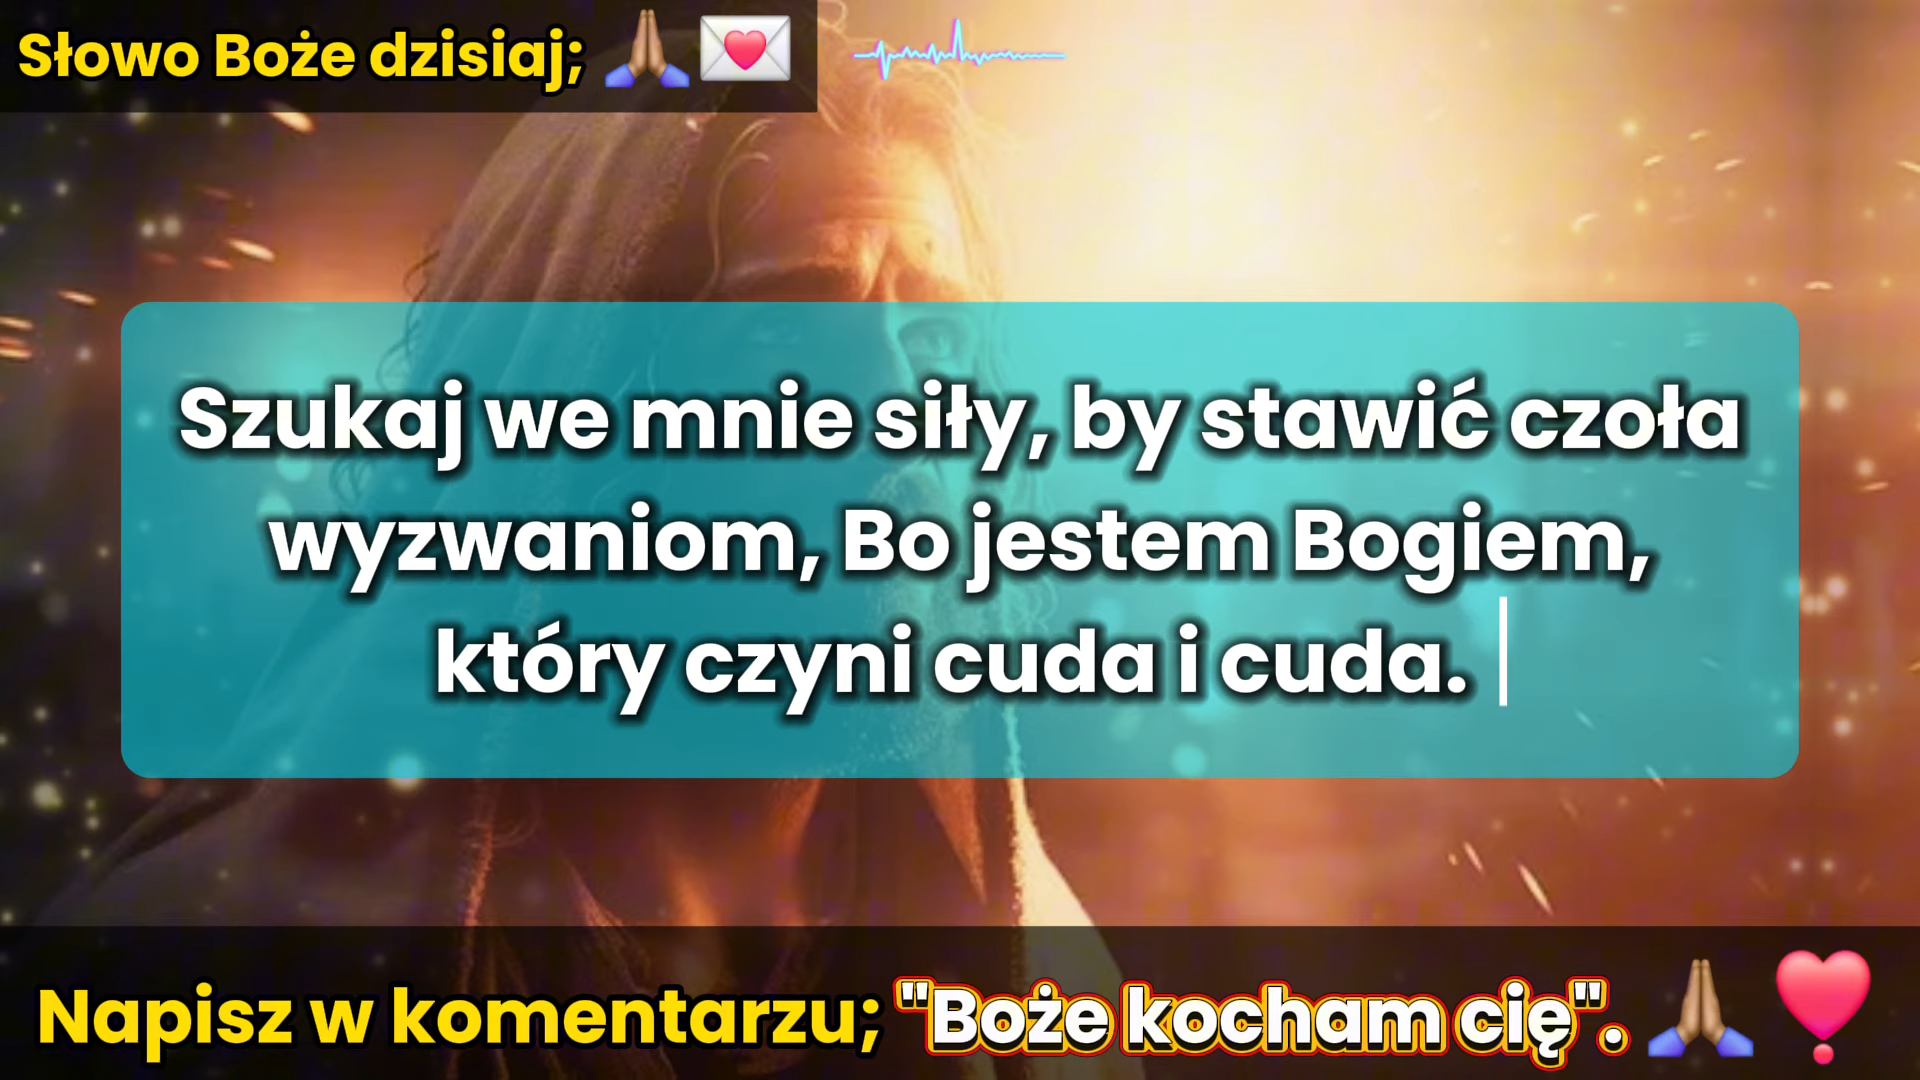 Słowo Boże dzisiaj; 🙏🏽💌
Szukaj we mnie siły, by stawić czoła
wyzwaniom, Bo jestem Bogiem,
który czyni cuda i cuda.
Napisz w komentarzu; "Boże kocham cię". 🙏🏽❣️